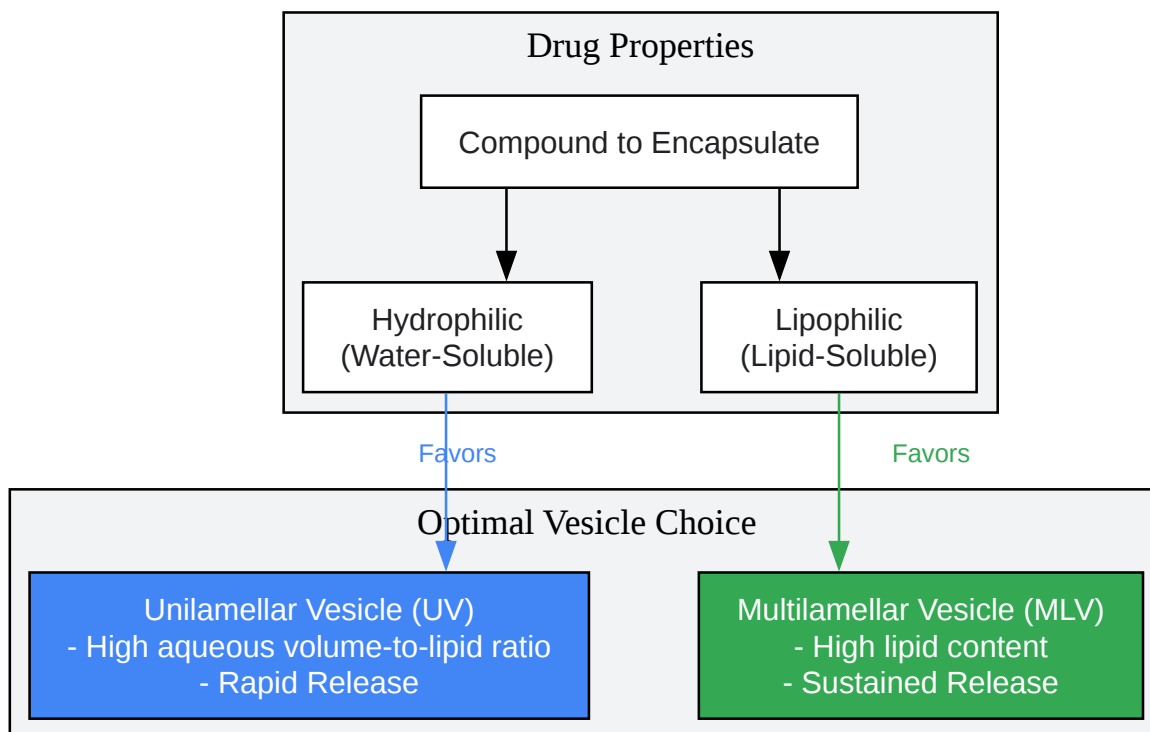 Drug Properties
Compound to Encapsulate
Hydrophilic
(Water-Soluble)
Lipophilic
(Lipid-Soluble)
Favors
Favors
Optimal Vesicle Choice
Unilamellar Vesicle (UV)
- High aqueous volume-to-lipid ratio
- Rapid Release
Multilamellar Vesicle (MLV)
- High lipid content
- Sustained Release